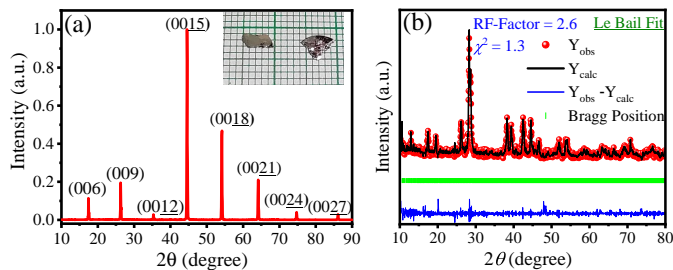 (a)
(0015)
(0018)
(006)
(009)
(0012)
(0021)
(0024)
(0027)
1.0
0.8
0.6
0.4
0.2
0.0
Intensity (a.u.)
10 20 30 40 50 60 70 80 90
2θ (degree)
(b)
RF-Factor = 2.6
χ² = 1.3
Le Bail Fit
Yobs
Ycalc
Yobs -Ycalc
Bragg Position
Intensity (a.u.)
10 20 30 40 50 60 70 80
2θ (degree)